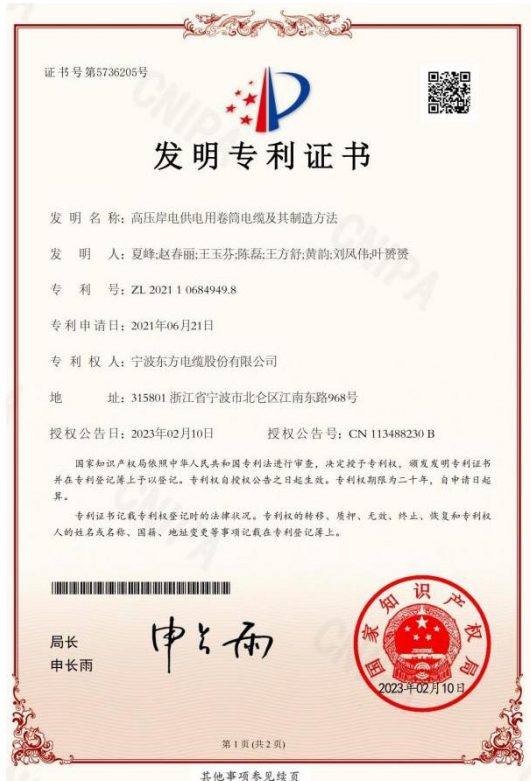 证书号第5736205号
发明专利证书
发 明 名 称：高压岸电供电用卷筒电缆及其制造方法
发 明 人：夏峰;赵春丽;王玉芬;陈磊;王方舒;黄韵;刘凤伟;叶赟赟
专 利 号：ZL 2021 1 0684949.8
专利申请日：2021年06月21日
专 利 权 人：宁波东方电缆股份有限公司
地 址：315801 浙江省宁波市北仑区江南东路968号
授权公告日：2023年02月10日 授权公告号：CN 113488230 B
国家知识产权局依照中华人民共和国专利法进行审查，决定授予专利权，颁发发明专利证书
并在专利登记簿上予以登记。专利权自授权公告之日起生效。专利权期限为二十年，自申请日起
算。
专利证书记载专利权登记时的法律状况。专利权的转移、质押、无效、终止、恢复和专利权
人的姓名或名称、国籍、地址变更等事项记载在专利登记簿上。
局长
申长雨
申长雨
国家知识产权局
2023年02月10日
第 1 页 (共 2 页)
其他事项参见续页
CNIPA
CNIPA
CNIPA
CNIPA